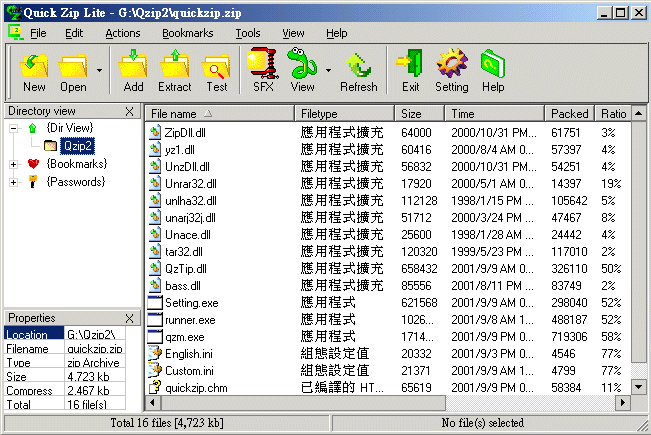 Quick Zip Lite - G:\Qzip2\quickzip.zip
File Edit Actions Bookmarks Tools View Help
New Open Add Extract Test SFX View Refresh Exit Setting Help
Directory view
{Dir View}
Qzip2
{Bookmarks}
{Passwords}
Properties
Location G:\Qzip2\
Filename quickzip.zip
Type zip Archive
Size 4,723 kb
Compress 2,467 kb
Total 16 file(s)
File name Filetype Size Time Packed Ratio
ZipDll.dll 應用程式擴充 64000 2000/10/31 PM... 61751 3%
yz1.dll 應用程式擴充 60416 2000/8/4 AM 0... 57397 4%
UnzDll.dll 應用程式擴充 56832 2000/10/31 PM... 54251 4%
Unrar32.dll 應用程式擴充 17920 2000/5/1 AM 0... 14397 19%
unlha32.dll 應用程式擴充 112128 1998/1/15 PM ... 105642 5%
unarj32j.dll 應用程式擴充 51712 2000/3/24 PM ... 47467 8%
Unace.dll 應用程式擴充 25600 1998/1/28 AM ... 24442 4%
tar32.dll 應用程式擴充 120320 1999/5/23 PM ... 117010 2%
QzTip.dll 應用程式擴充 658432 2001/9/9 AM 0... 326110 50%
bass.dll 應用程式擴充 85556 2001/8/11 PM ... 83749 2%
Setting.exe 應用程式 621568 2001/9/9 AM 0... 298040 52%
runner.exe 應用程式 1026... 2001/9/8 AM 1... 488187 52%
qzm.exe 應用程式 1714... 2001/9/9 PM 0... 719306 58%
English.ini 組態設定值 20332 2001/9/3 PM 0... 4546 77%
Custom.ini 組態設定值 21371 2001/9/9 AM 1... 4799 77%
quickzip.chm 已編譯的 HT... 65619 2001/9/9 PM 0... 58384 11%
Total 16 files [4,723 kb] No file(s) selected